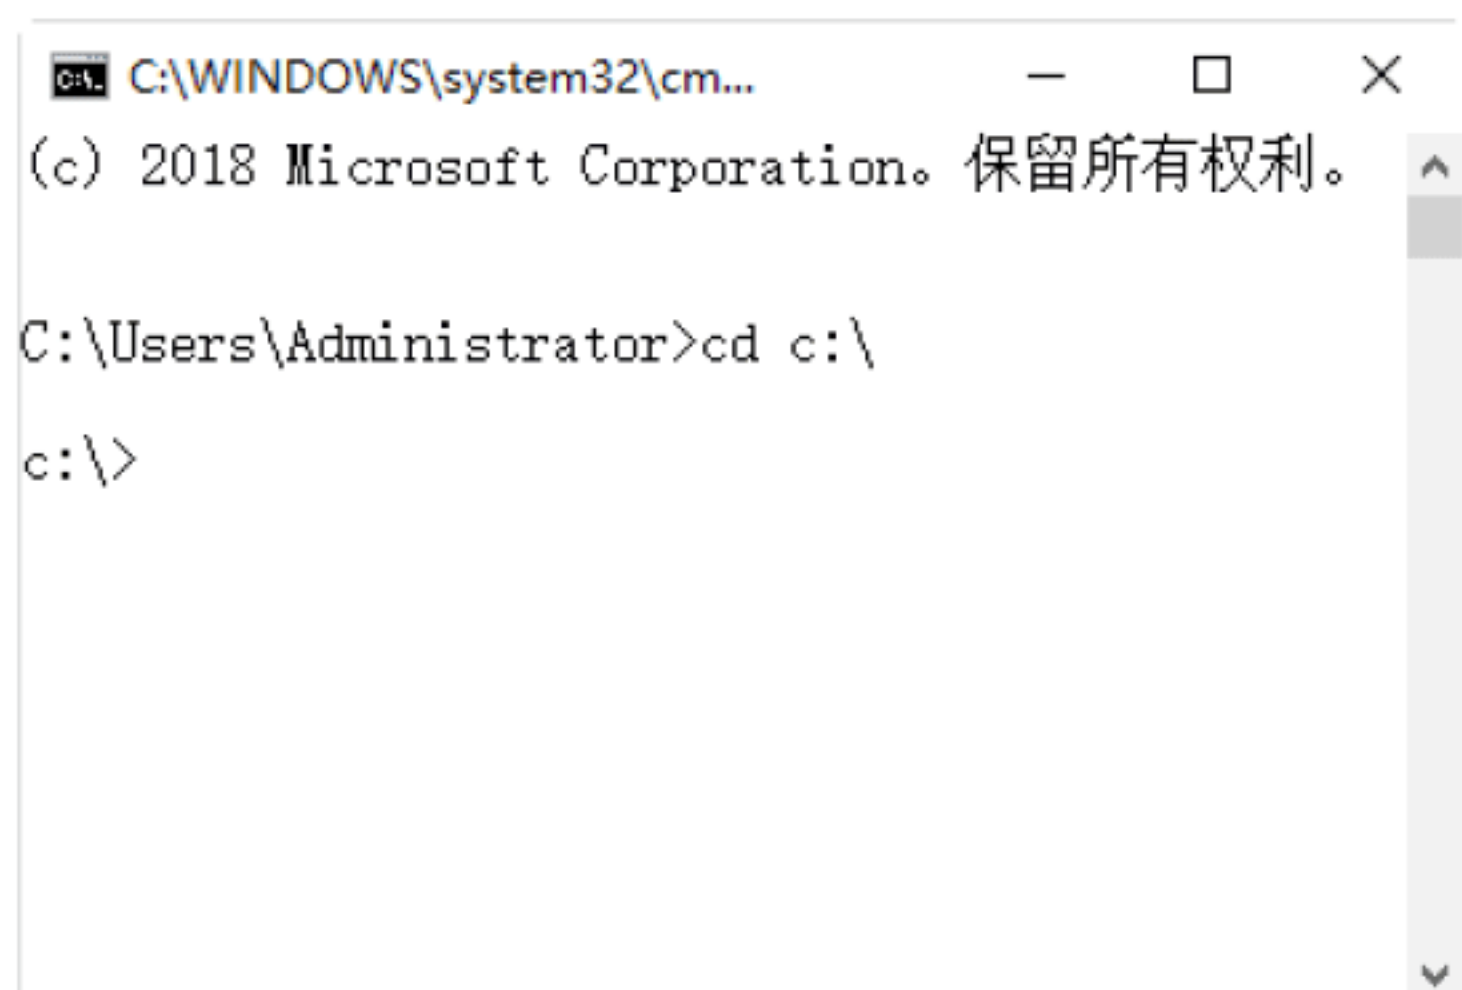 C:\WINDOWS\system32\cm...
(c) 2018 Microsoft Corporation。保留所有权利。
C:\Users\Administrator>cd c:\
c:\>